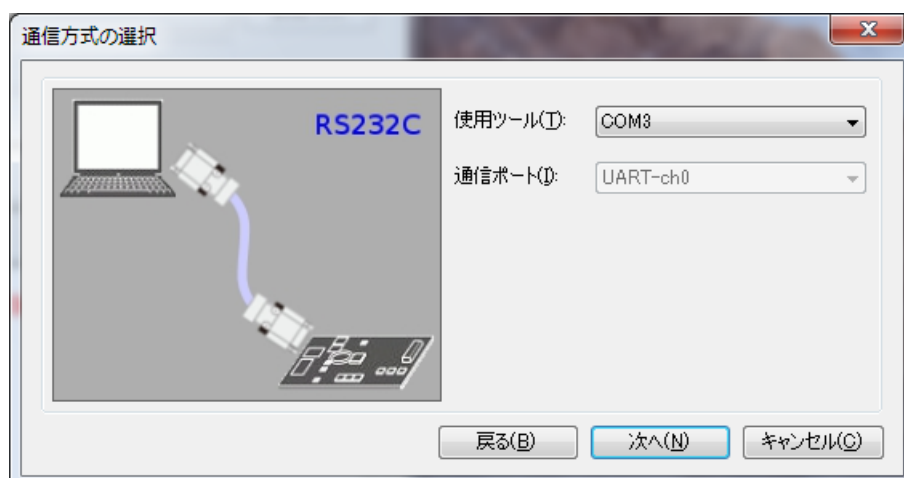 通信方式の選択
RS232C
使用ツール(T): COM3
通信ポート(I): UART-ch0
戻る(B) 次へ(N) キャンセル(C)